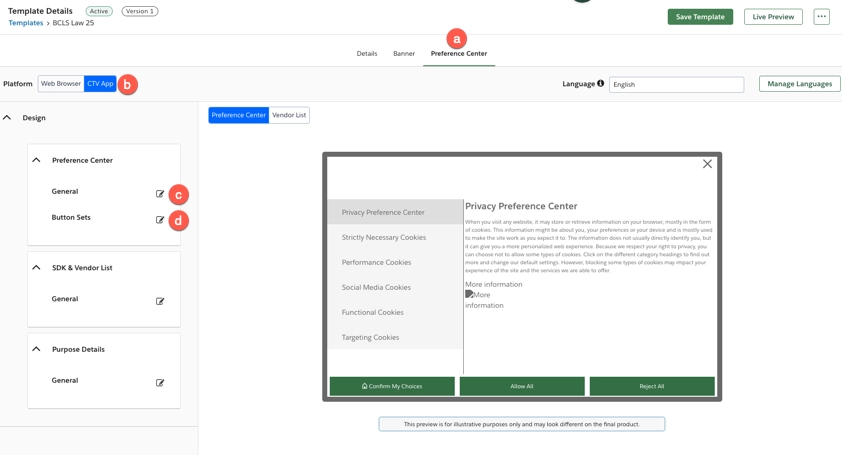 Template Details Active Version 1
Templates > BCLS Law 25
Save Template
Live Preview
a
Details Banner Preference Center
Platform Web Browser CTV App b
Language English
Manage Languages
Design
Preference Center
General c
Button Sets d
SDK & Vendor List
General
Purpose Details
General
Preference Center Vendor List
Privacy Preference Center
Strictly Necessary Cookies
Performance Cookies
Social Media Cookies
Functional Cookies
Targeting Cookies
Privacy Preference Center
When you visit any website, it may store or retrieve information on your browser, mostly in the form
of cookies. This information might be about you, your preferences or your device and is mostly used
to make the site work as you expect it to. The information does not usually directly identify you, but
it can give you a more personalized web experience. Because we respect your right to privacy, you
can choose not to allow some types of cookies. Click on the different category headings to find out
more and change our default settings. However, blocking some types of cookies may impact your
experience of the site and the services we are able to offer.
More information
More
information
Confirm My Choices
Allow All
Reject All
This preview is for illustrative purposes only and may look different on the final product.